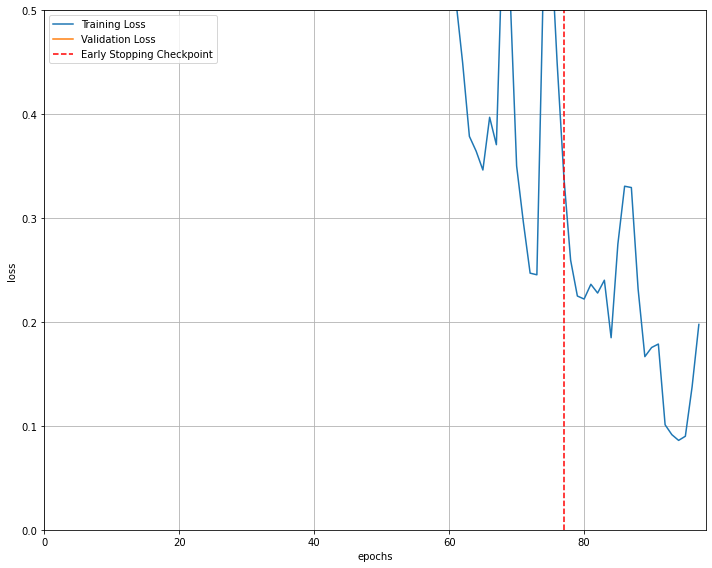 Training Loss
Validation Loss
Early Stopping Checkpoint
0.5
0.4
0.3
0.2
0.1
0.0
loss
0
20
40
60
80
epochs